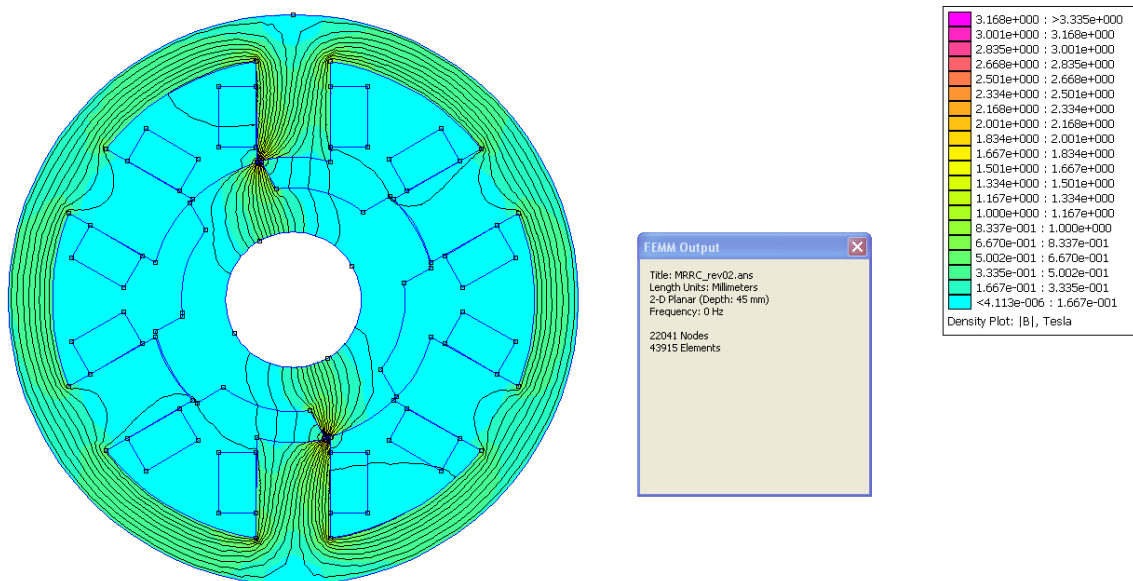 3.168e+000 : >3.335e+000
3.001e+000 : 3.168e+000
2.835e+000 : 3.001e+000
2.668e+000 : 2.835e+000
2.501e+000 : 2.668e+000
2.334e+000 : 2.501e+000
2.168e+000 : 2.334e+000
2.001e+000 : 2.168e+000
1.834e+000 : 2.001e+000
1.667e+000 : 1.834e+000
1.501e+000 : 1.667e+000
1.334e+000 : 1.501e+000
1.167e+000 : 1.334e+000
1.000e+000 : 1.167e+000
8.337e-001 : 1.000e+000
6.670e-001 : 8.337e-001
5.002e-001 : 6.670e-001
3.335e-001 : 5.002e-001
1.667e-001 : 3.335e-001
<4.113e-006 : 1.667e-001
Density Plot: |B|, Tesla
FEMM Output
Title: MRRC_rev02.ans
Length Units: Millimeters
2-D Planar (Depth: 45 mm)
Frequency: 0 Hz
22041 Nodes
43915 Elements